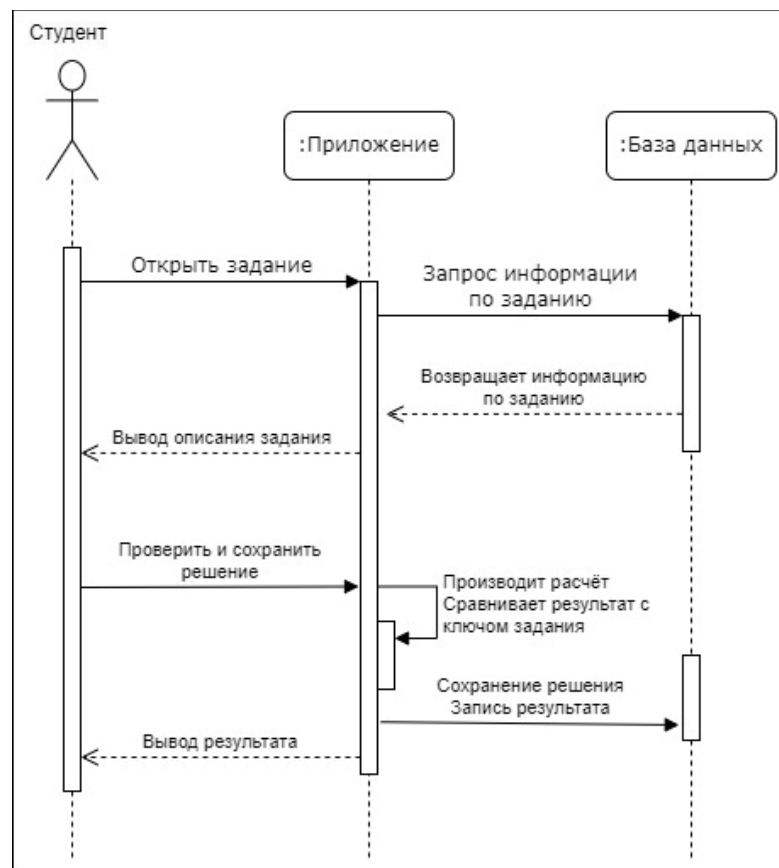 Студент
:Приложение
:База данных
Открыть задание
Запрос информации
по заданию
Возвращает информацию
по заданию
Вывод описания задания
Проверить и сохранить
решение
Производит расчёт
Сравнивает результат с
ключом задания
Сохранение решения
Запись результата
Вывод результата